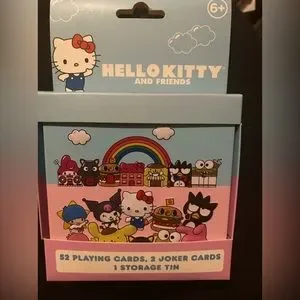 6+
HELLO KITTY
AND FRIENDS
52 PLAYING CARDS, 2 JOKER CARDS
1 STORAGE TIN